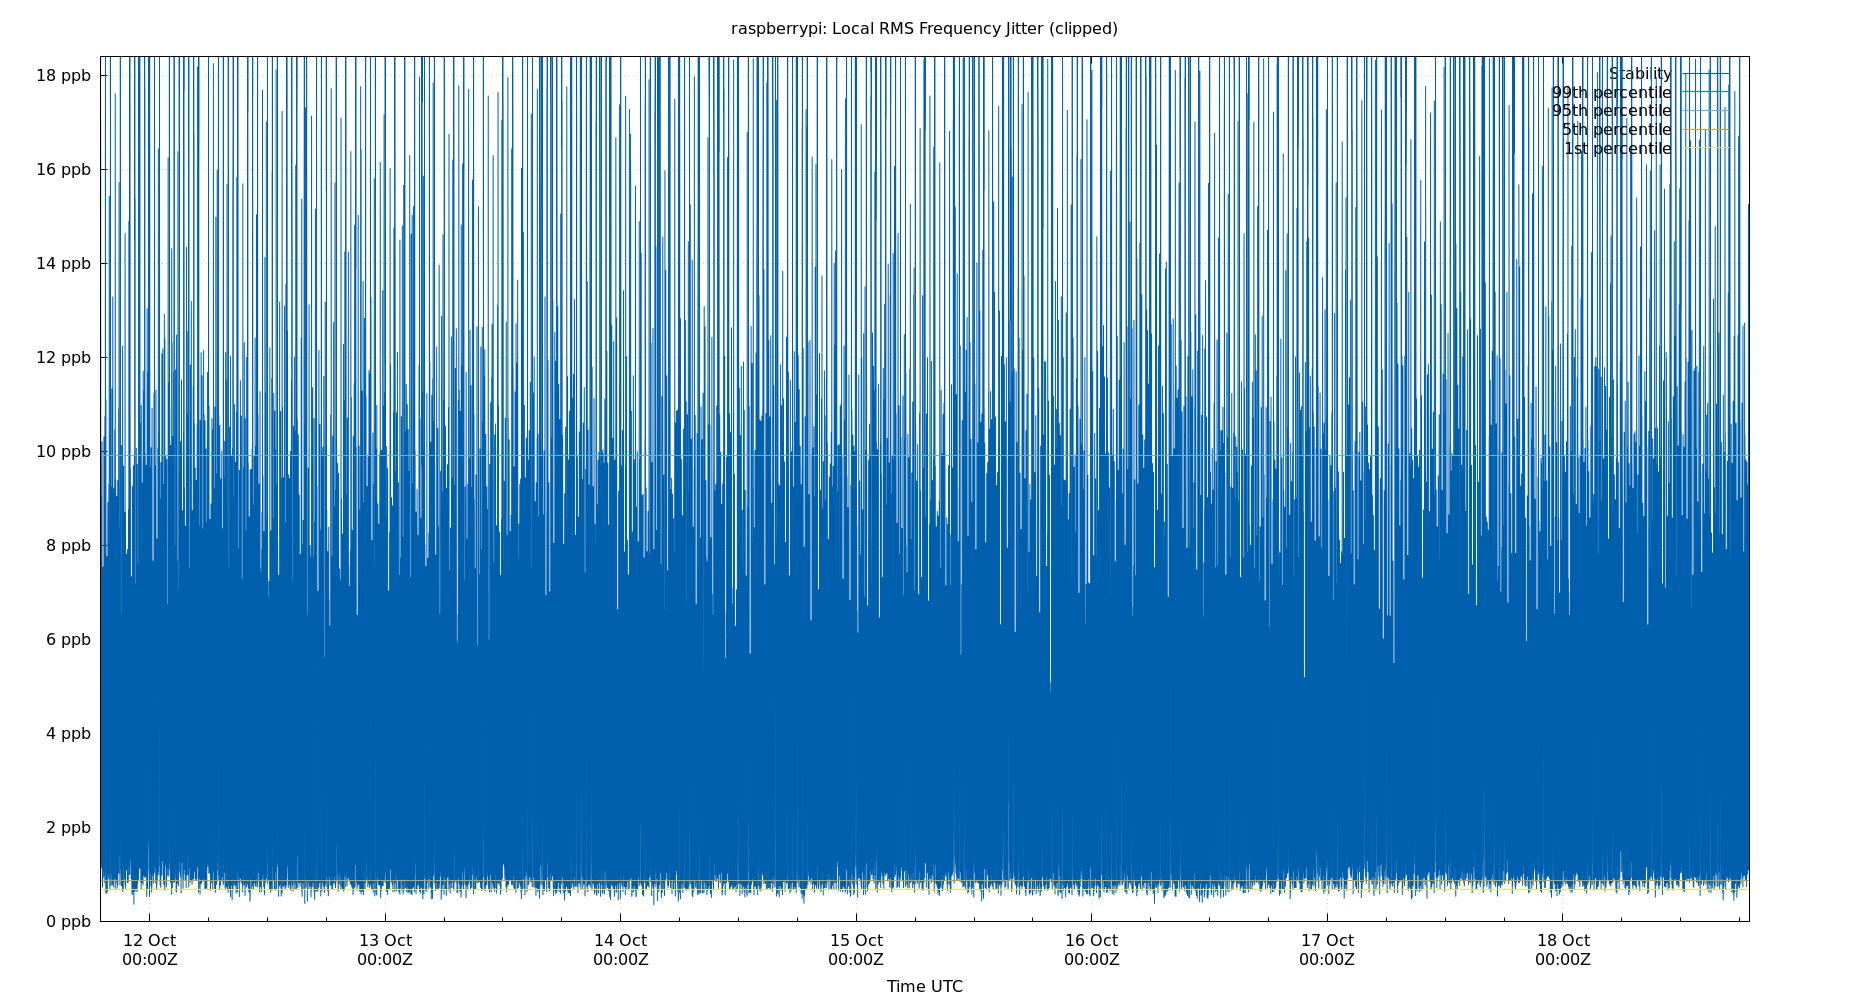 raspberrypi: Local RMS Frequency Jitter (clipped)
18 ppb
16 ppb
14 ppb
12 ppb
10 ppb
8 ppb
6 ppb
4 ppb
2 ppb
0 ppb
Stability
99th percentile
95th percentile
5th percentile
1st percentile
12 Oct 13 Oct 14 Oct 15 Oct 16 Oct 17 Oct 18 Oct
00:00Z 00:00Z 00:00Z 00:00Z 00:00Z 00:00Z 00:00Z
Time UTC